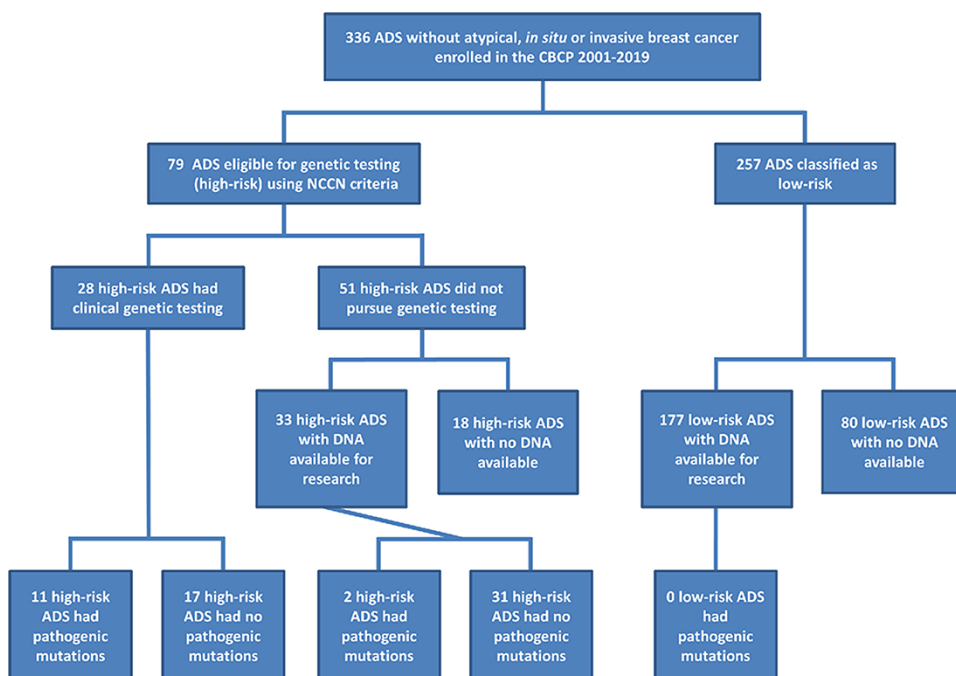 336 ADS without atypical, in situ or invasive breast cancer
enrolled in the CBCP 2001-2019
79 ADS eligible for genetic testing
(high-risk) using NCCN criteria
257 ADS classified as
low-risk
28 high-risk ADS had
clinical genetic testing
51 high-risk ADS did not
pursue genetic testing
33 high-risk ADS
with DNA
available for
research
18 high-risk ADS
with no DNA
available
177 low-risk ADS
with DNA
available for
research
80 low-risk ADS
with no DNA
available
11 high-risk
ADS had
pathogenic
mutations
17 high-risk
ADS had no
pathogenic
mutations
2 high-risk
ADS had
pathogenic
mutations
31 high-risk
ADS had no
pathogenic
mutations
0 low-risk ADS
had
pathogenic
mutations